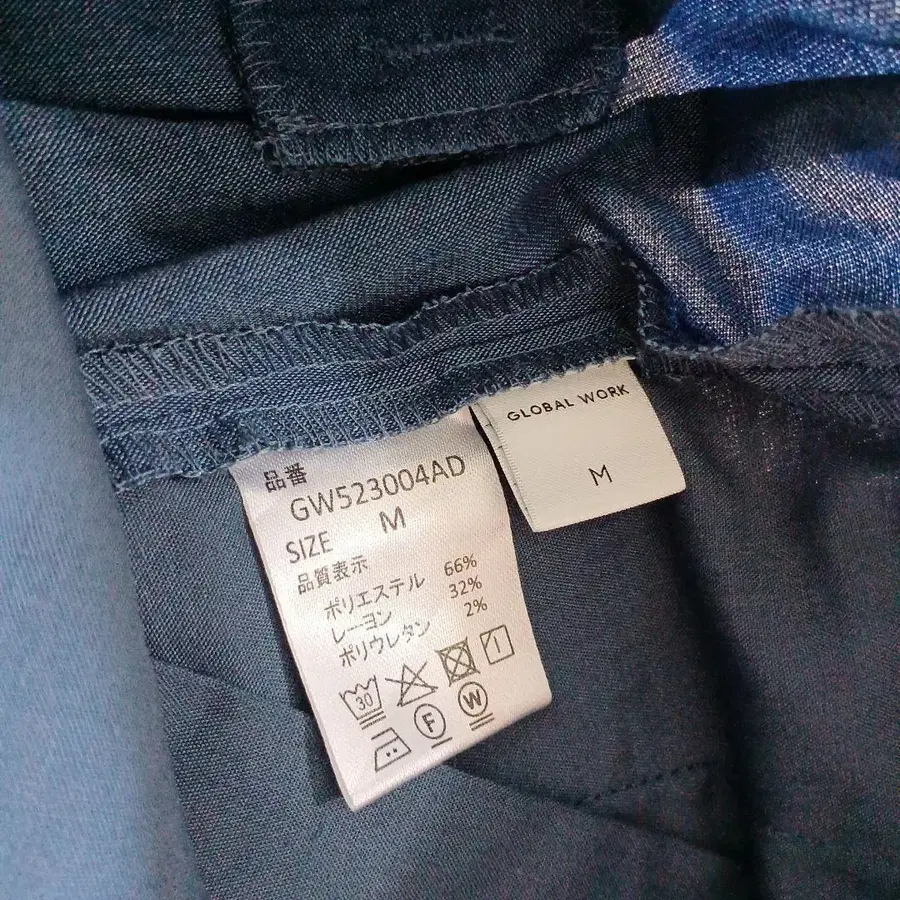 品番
GW523004AD
SIZE M
品質表示
ポリエステル 66%
レーヨン 32%
ポリウレタン 2%
30
F W
GLOBAL WORK
M